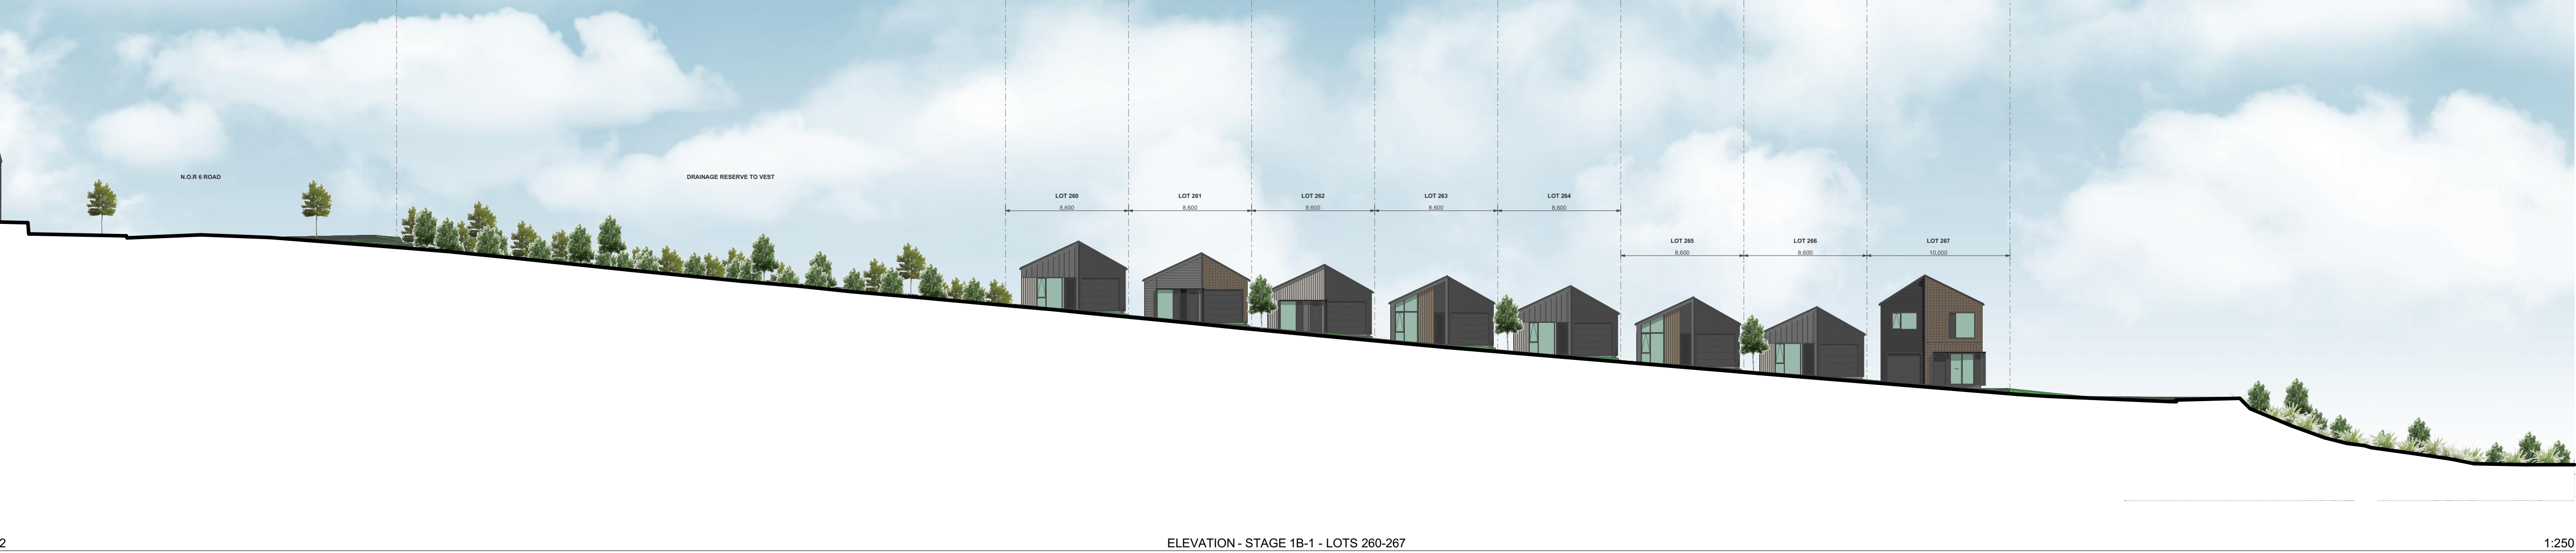 N.O.R 6 ROAD
DRAINAGE RESERVE TO VEST
LOT 260
8,600
LOT 261
8,600
LOT 262
8,600
LOT 263
8,600
LOT 264
8,600
LOT 265
8,600
LOT 266
8,600
LOT 267
10,000
2
ELEVATION - STAGE 1B-1 - LOTS 260-267
1:250